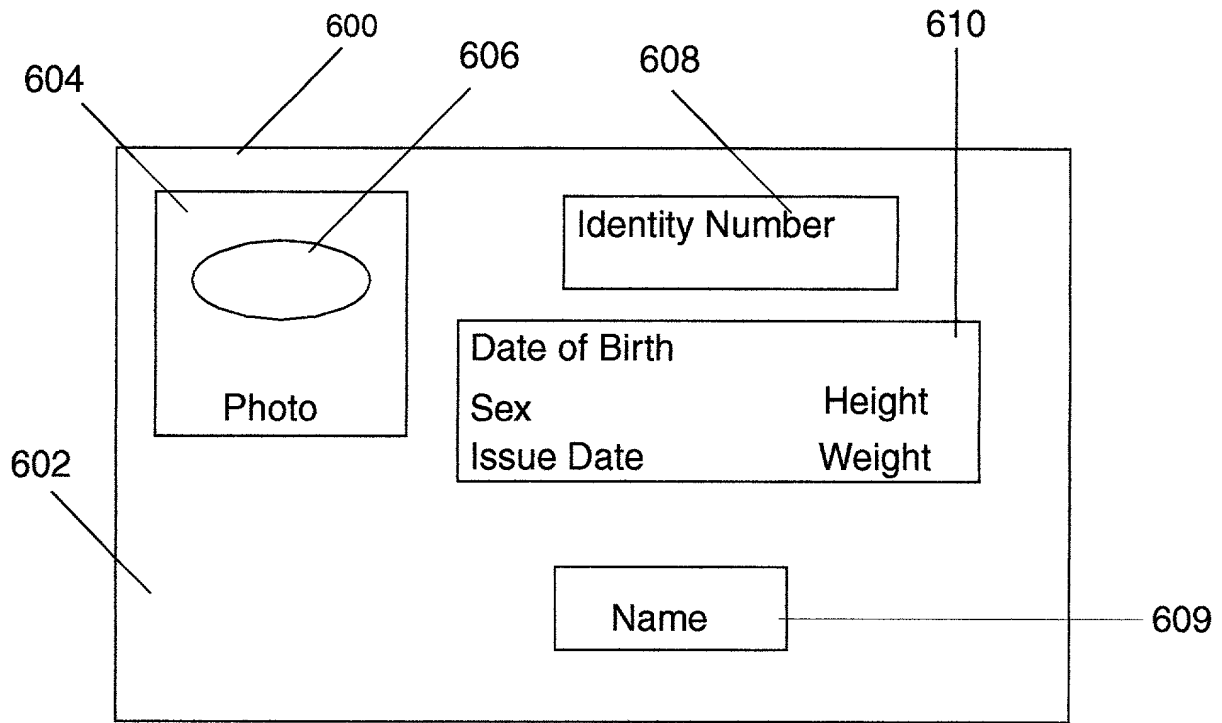 600
610
606
608
604
Identity Number
Date of Birth
Photo
Sex
Height
Issue Date
Weight
602
Name
609